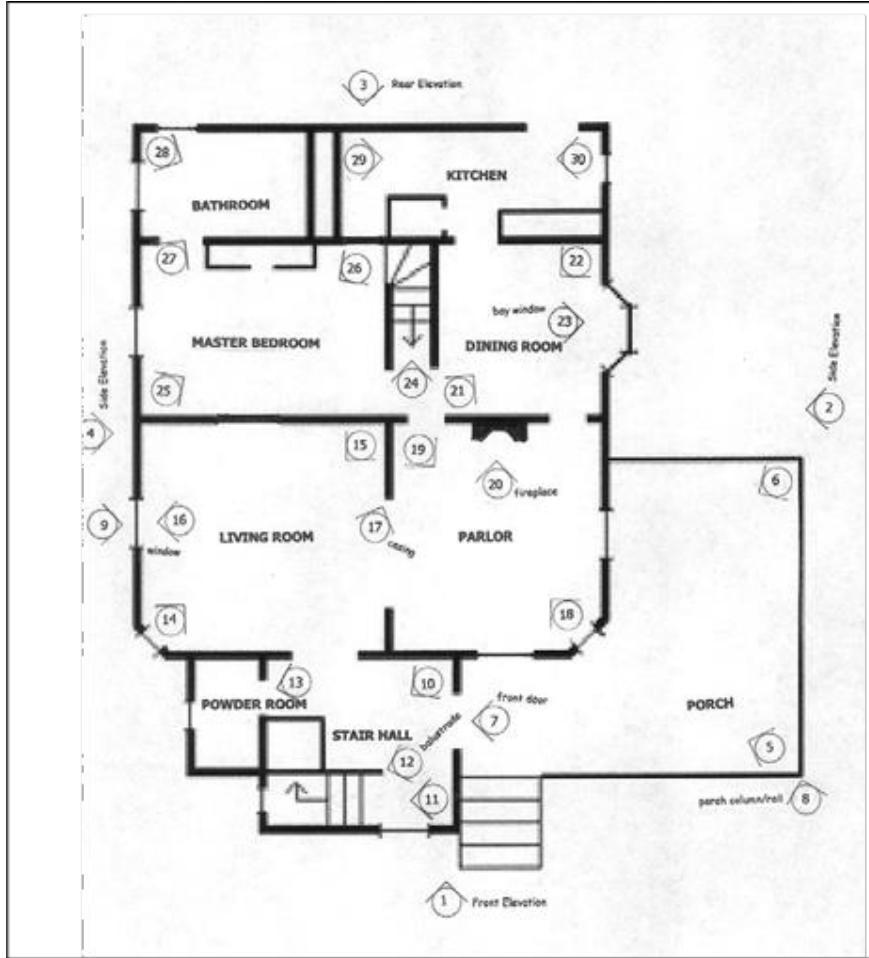 3 Rear Elevation
28
29
30
KITCHEN
BATHROOM
27
26
22
bay window
23
MASTER BEDROOM
DINING ROOM
Side Elevation
Side Elevation
25
24
21
2
4
15
19
6
20
fireplace
9
16
17
LIVING ROOM
PARLOR
window
casing
14
18
13
10
POWDER ROOM
front door
PORCH
7
balustrade
STAIR HALL
12
5
11
porch column/rail 8
1 Front Elevation